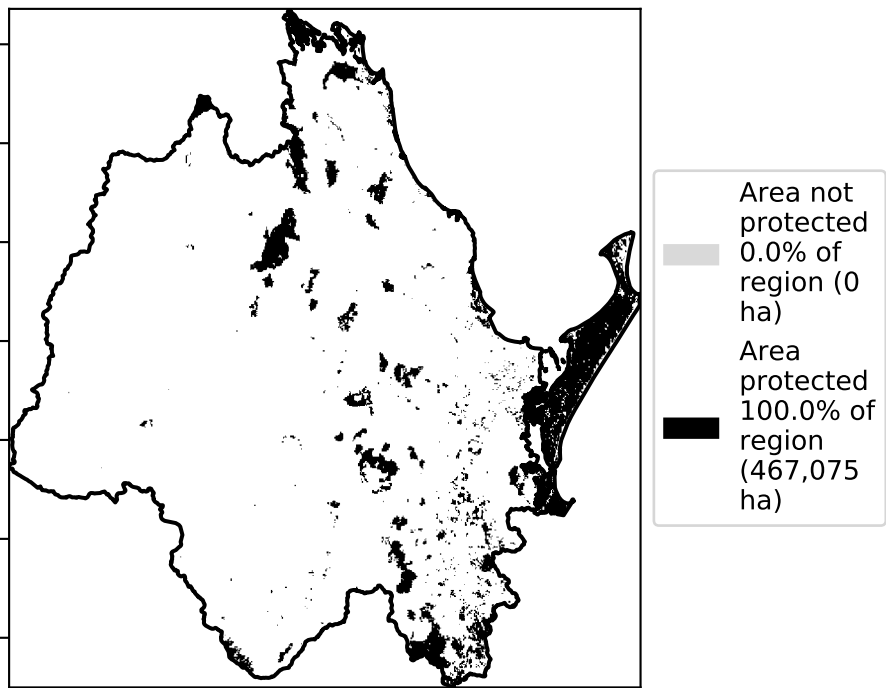 Area not
protected
0.0% of
region (0
ha)
Area
protected
100.0% of
region
(467,075
ha)